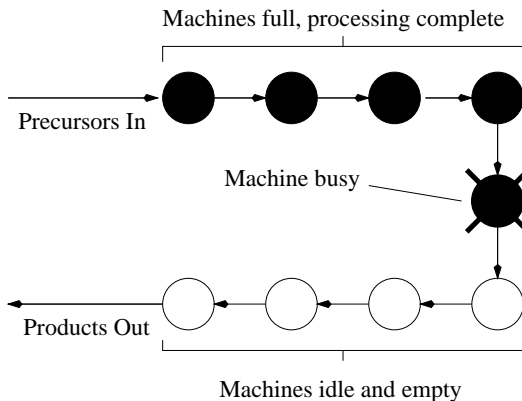 Machines full, processing complete
Precursors In
Machine busy
Products Out
Machines idle and empty